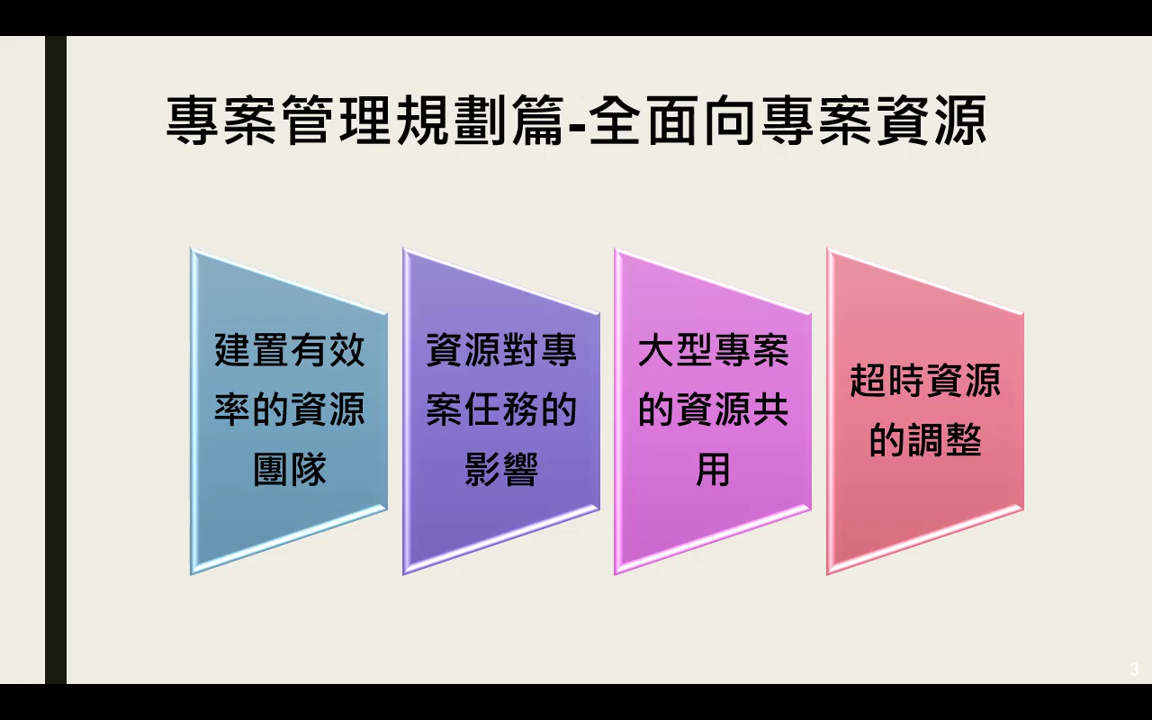 專案管理規劃篇-全面向專案資源
建置有效
率的資源
團隊
資源對專
案任務的
影響
大型專案
的資源共
用
超時資源
的調整
3